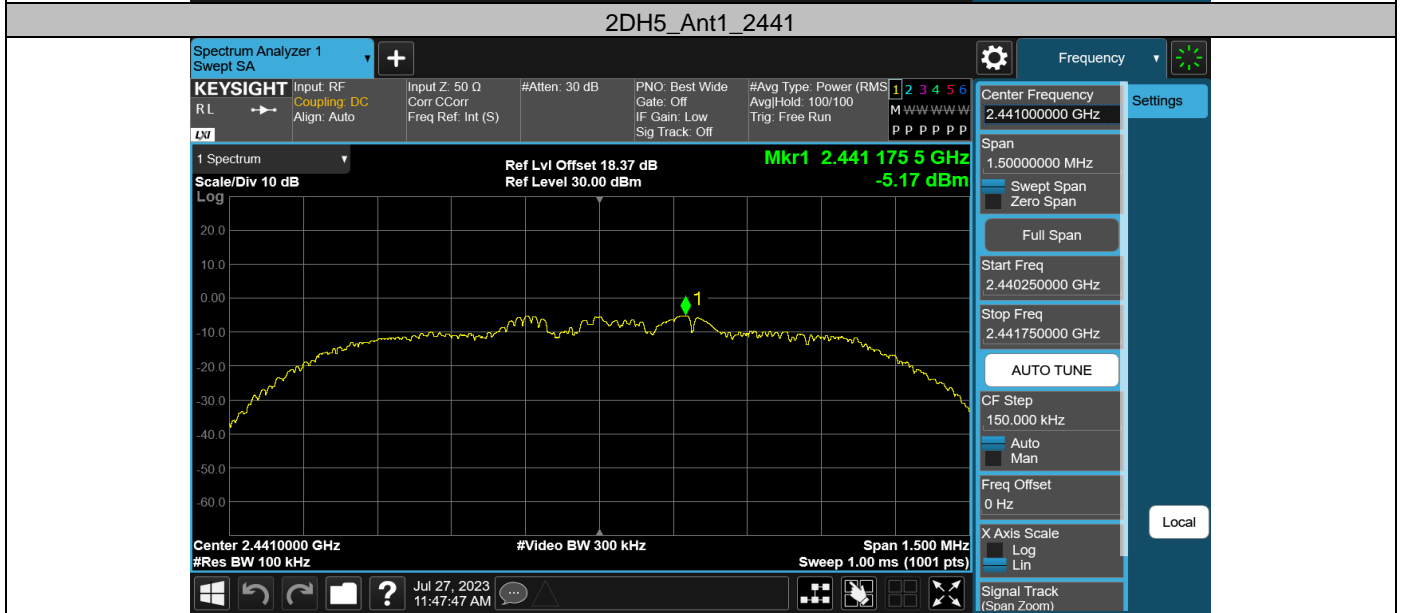 2DH5_Ant1_2441
Spectrum Analyzer 1
Swept SA
Frequency
KEYSIGHT
RL
LXI
Input: RF
Coupling: DC
Align: Auto
Input Z: 50 Ω
Corr CCorr
Freq Ref: Int (S)
#Atten: 30 dB
PNO: Best Wide
Gate: Off
IF Gain: Low
Sig Track: Off
#Avg Type: Power (RMS
Avg|Hold: 100/100
Trig: Free Run
1 2 3 4 5 6
M W W W W W
P P P P P P
1 Spectrum
Scale/Div 10 dB
Log
Ref Lvl Offset 18.37 dB
Ref Level 30.00 dBm
Mkr1 2.441 175 5 GHz
-5.17 dBm
20.0
10.0
0.00
-10.0
-20.0
-30.0
-40.0
-50.0
-60.0
1
Center 2.4410000 GHz
#Res BW 100 kHz
#Video BW 300 kHz
Span 1.500 MHz
Sweep 1.00 ms (1001 pts)
Jul 27, 2023
11:47:47 AM
Center Frequency
2.441000000 GHz
Span
1.50000000 MHz
Swept Span
Zero Span
Full Span
Start Freq
2.440250000 GHz
Stop Freq
2.441750000 GHz
AUTO TUNE
CF Step
150.000 kHz
Auto
Man
Freq Offset
0 Hz
X Axis Scale
Log
Lin
Signal Track
(Span Zoom)
Settings
Local